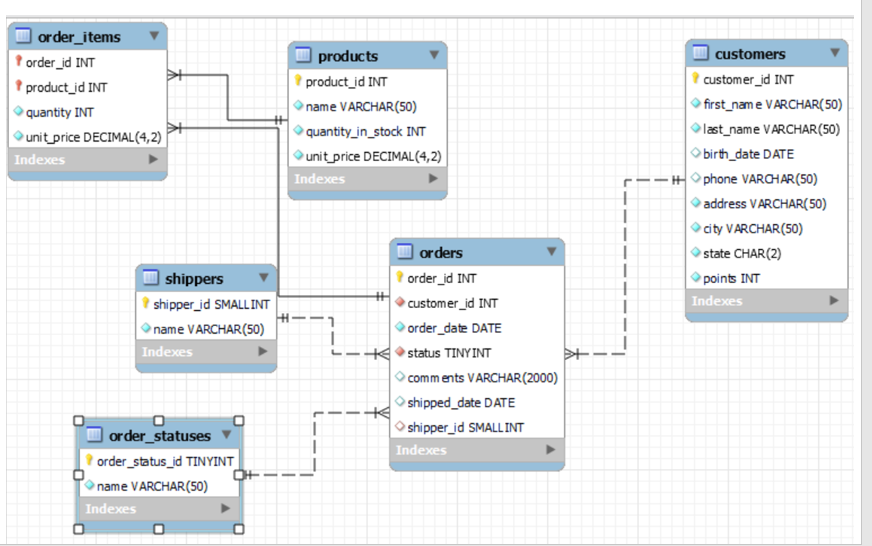 order_items
order_id INT
product_id INT
quantity INT
unit_price DECIMAL(4,2)
Indexes
products
product_id INT
name VARCHAR(50)
quantity_in_stock INT
unit_price DECIMAL(4,2)
Indexes
customers
customer_id INT
first_name VARCHAR(50)
last_name VARCHAR(50)
birth_date DATE
phone VARCHAR(50)
address VARCHAR(50)
city VARCHAR(50)
state CHAR(2)
points INT
Indexes
shippers
shipper_id SMALLINT
name VARCHAR(50)
Indexes
orders
order_id INT
customer_id INT
order_date DATE
status TINYINT
comments VARCHAR(2000)
shipped_date DATE
shipper_id SMALLINT
Indexes
order_statuses
order_status_id TINYINT
name VARCHAR(50)
Indexes